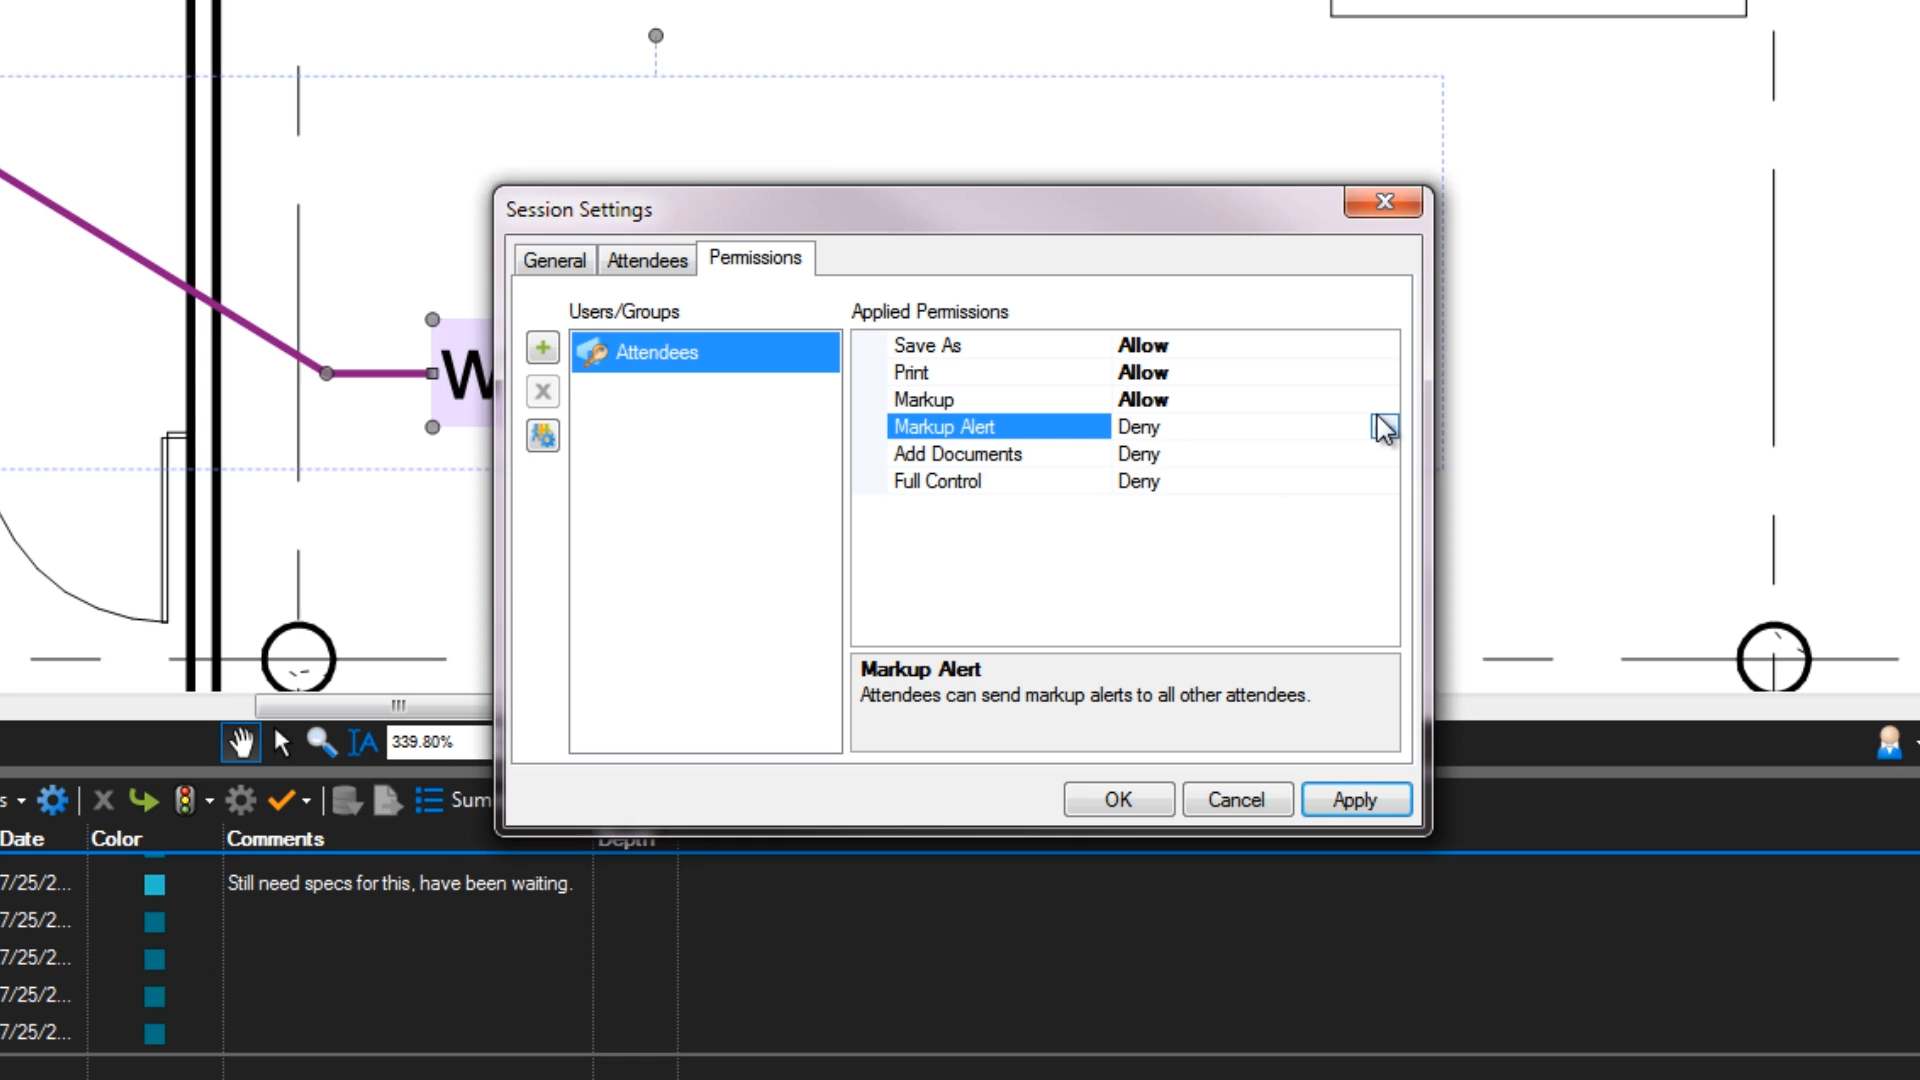 Session Settings
General
Attendees
Permissions
Users/Groups
Attendees
Applied Permissions
Save As Allow
Print Allow
Markup Allow
Markup Alert Deny
Add Documents Deny
Full Control Deny
Markup Alert
Attendees can send markup alerts to all other attendees.
OK
Cancel
Apply
W
339.80%
s
Sum
Date Color Comments Depth
7/25/2... Still need specs for this, have been waiting.
7/25/2...
7/25/2...
7/25/2...
7/25/2...